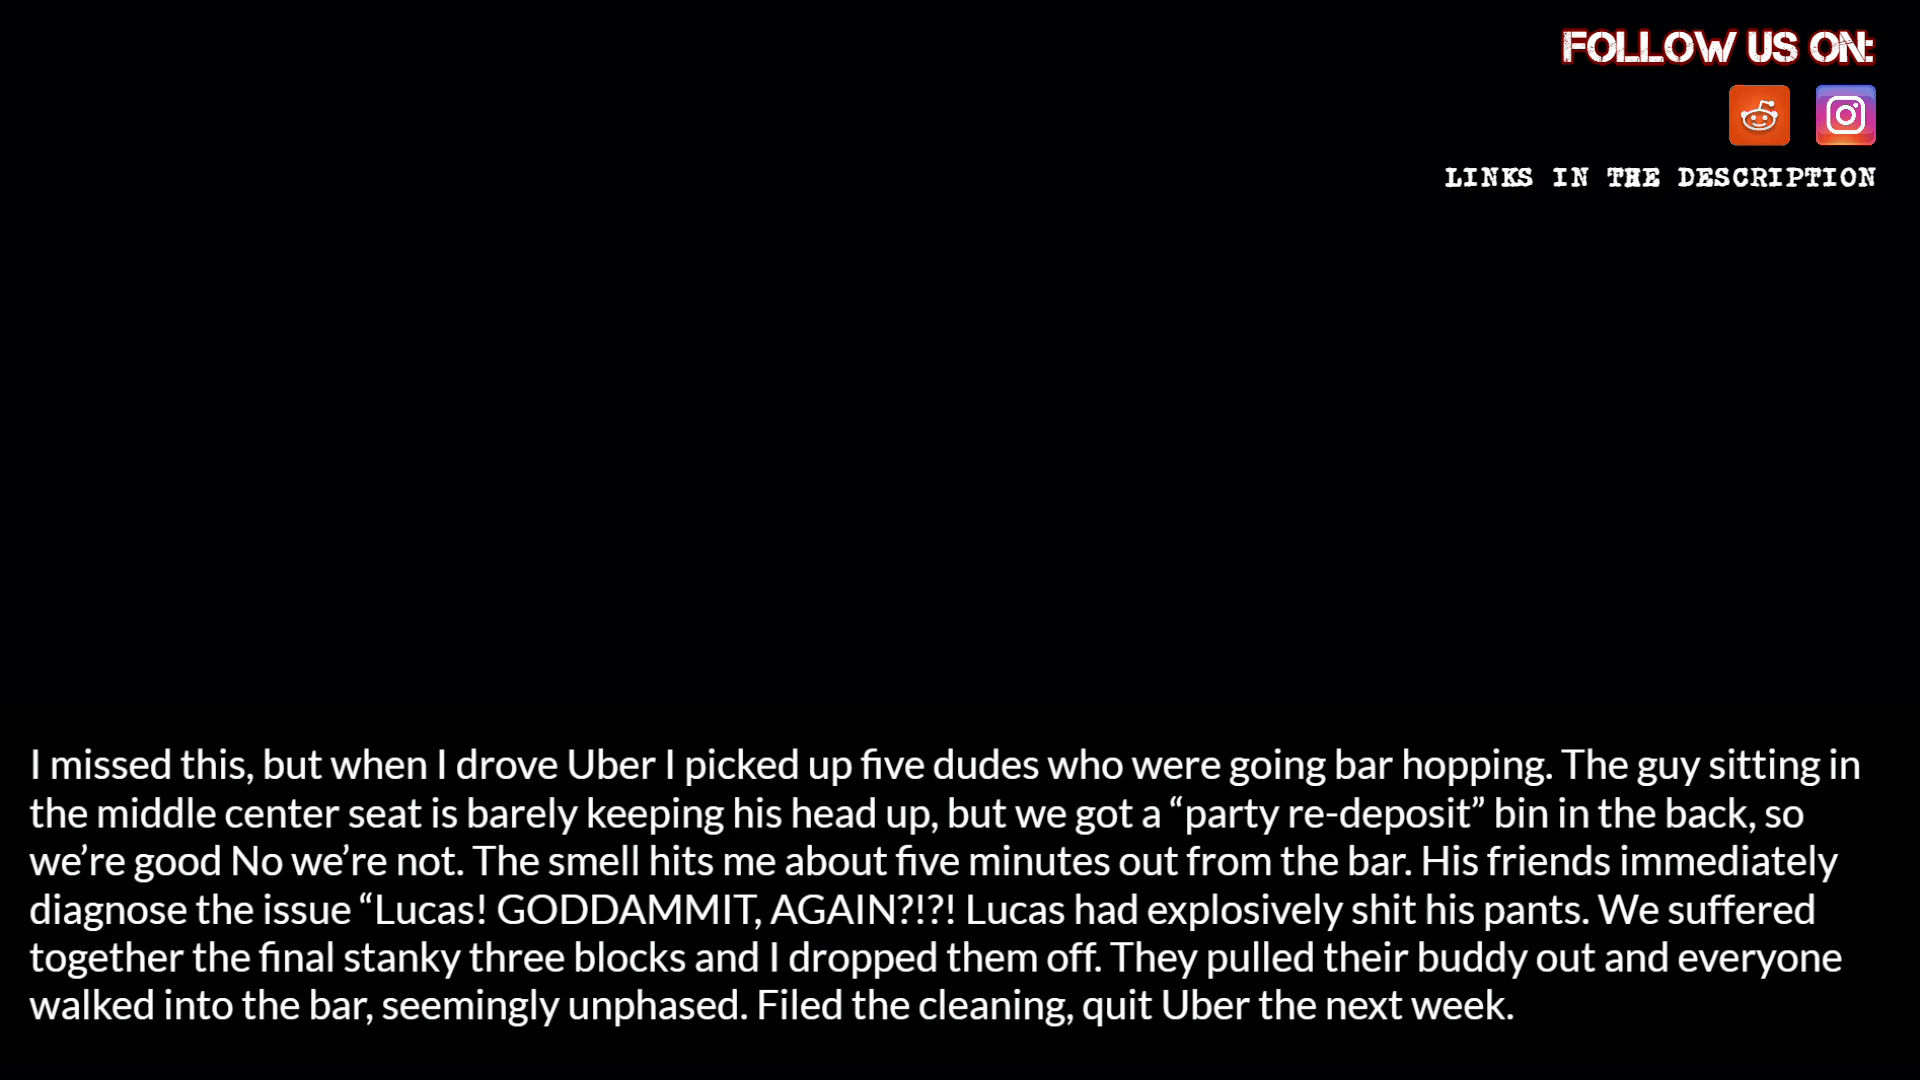 FOLLOW US ON:
LINKS IN THE DESCRIPTION
I missed this, but when I drove Uber I picked up five dudes who were going bar hopping. The guy sitting in
the middle center seat is barely keeping his head up, but we got a “party re-deposit” bin in the back, so
we’re good No we’re not. The smell hits me about five minutes out from the bar. His friends immediately
diagnose the issue “Lucas! GODDAMMIT, AGAIN?!?! Lucas had explosively shit his pants. We suffered
together the final stanky three blocks and I dropped them off. They pulled their buddy out and everyone
walked into the bar, seemingly unphased. Filed the cleaning, quit Uber the next week.